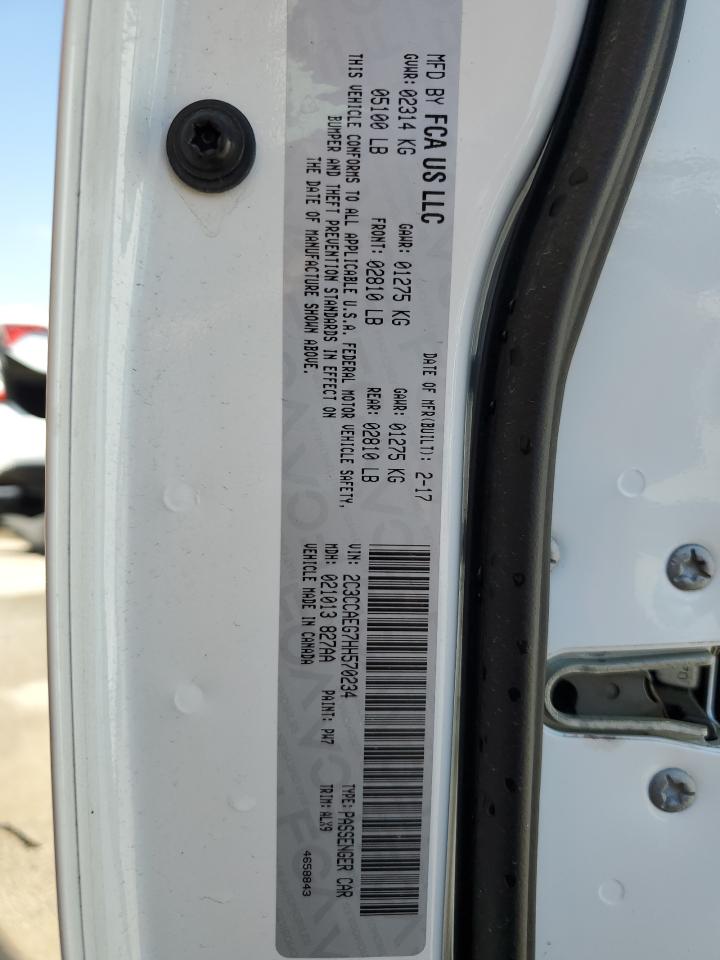 MFD BY FCA US LLC DATE OF MFR(BUILT): 2-17
GVWR: 02314 KG GAWR: 01275 KG GAWR: 01275 KG
05100 LB FRONT: 02810 LB REAR: 02810 LB
THIS VEHICLE CONFORMS TO ALL APPLICABLE U.S.A. FEDERAL MOTOR VEHICLE SAFETY,
BUMPER AND THEFT PREVENTION STANDARDS IN EFFECT ON
THE DATE OF MANUFACTURE SHOWN ABOVE.
VIN: 2C3CCAEG7HH570234 TYPE: PASSENGER CAR
MDH: 021013 827AA PAINT: PW7 TRIM: ALX9
VEHICLE MADE IN CANADA 4658843